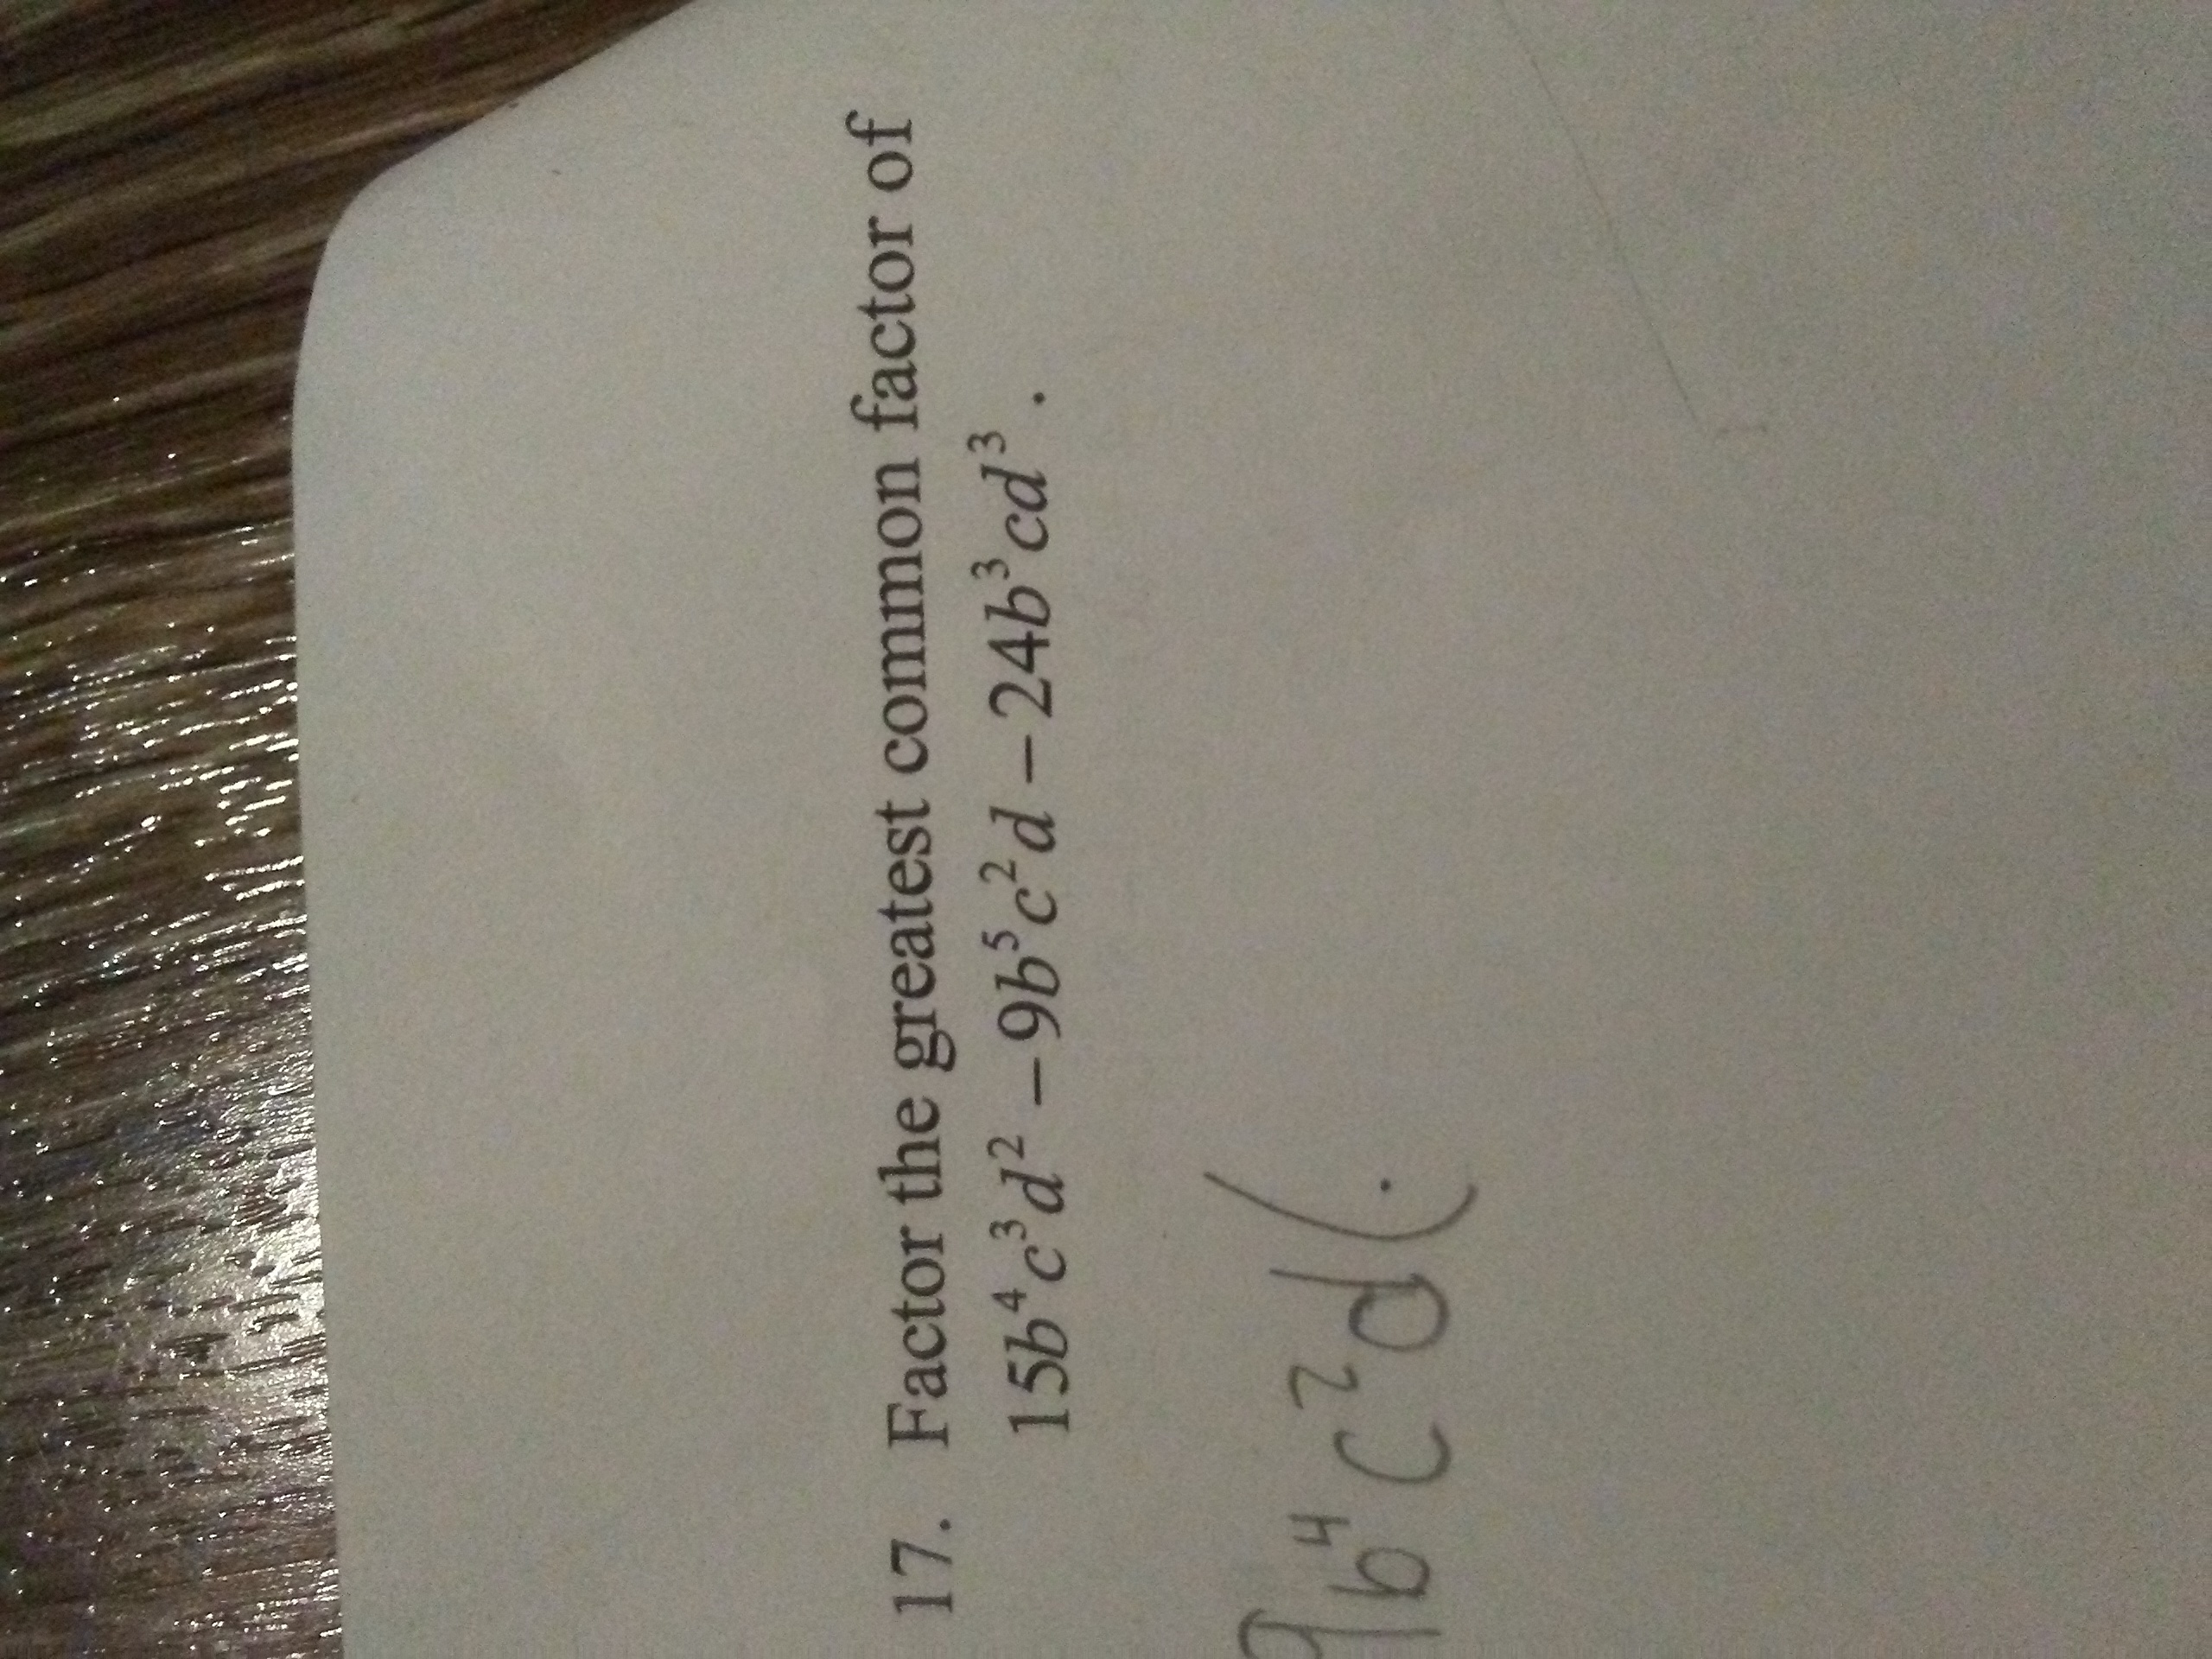 17. Factor the greatest common factor of
15b⁴c³d² – 9b⁵c²d – 24b³cd³.
9b⁴c²d(.